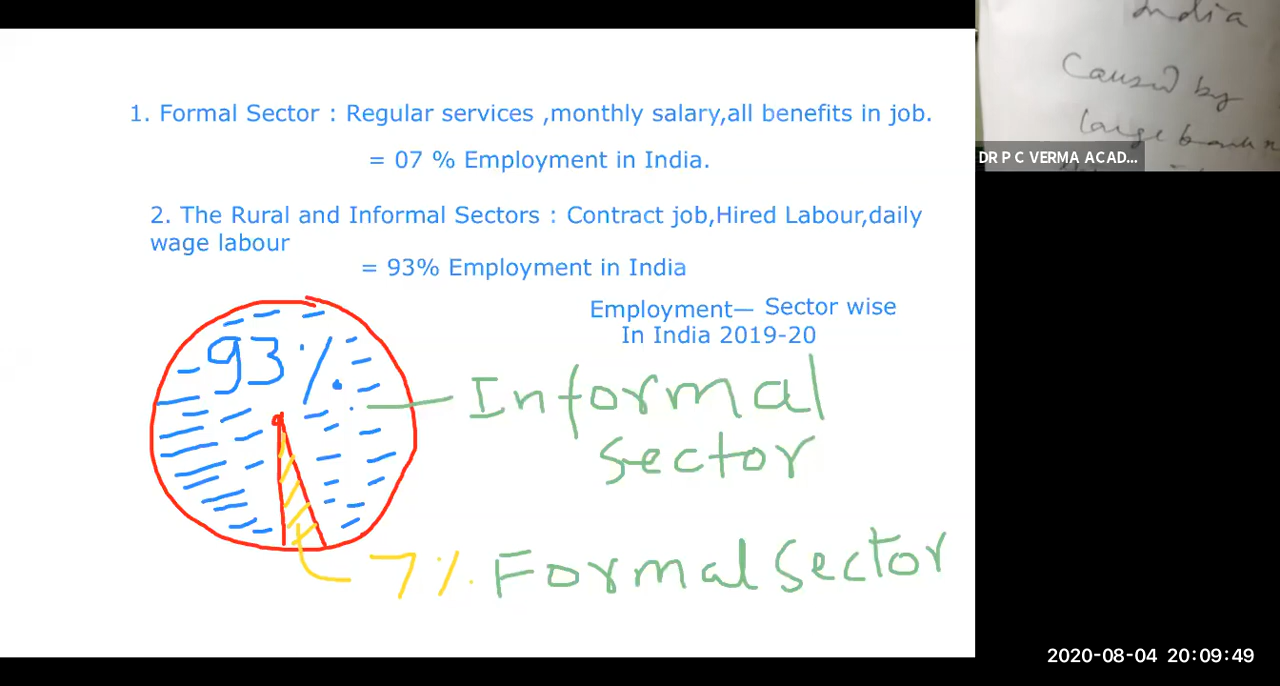 1. Formal Sector : Regular services ,monthly salary,all benefits in job.
= 07 % Employment in India.
2. The Rural and Informal Sectors : Contract job,Hired Labour,daily
wage labour
= 93% Employment in India
Employment— Sector wise
In India 2019-20
93%
Informal
sector
7% Formal Sector
India
Caused by
large
DR P C VERMA ACAD...
2020-08-04 20:09:49